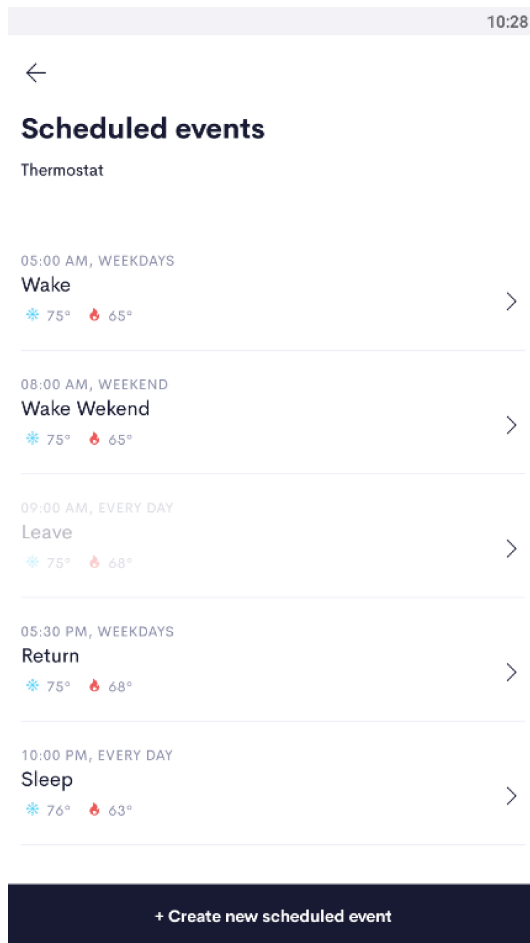 10:28
Scheduled events
Thermostat
05:00 AM, WEEKDAYS
Wake
75° 65°
08:00 AM, WEEKEND
Wake Wekend
75° 65°
09:00 AM, EVERY DAY
Leave
75° 68°
05:30 PM, WEEKDAYS
Return
75° 68°
10:00 PM, EVERY DAY
Sleep
76° 63°
+ Create new scheduled event